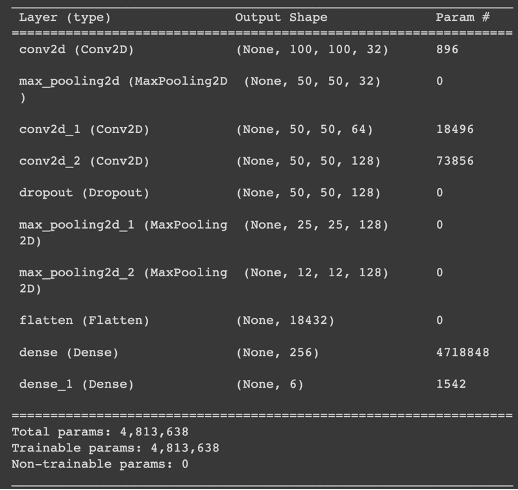 Layer (type) Output Shape Param #
=================================================================
conv2d (Conv2D) (None, 100, 100, 32) 896
max_pooling2d (MaxPooling2D (None, 50, 50, 32) 0
)
conv2d_1 (Conv2D) (None, 50, 50, 64) 18496
conv2d_2 (Conv2D) (None, 50, 50, 128) 73856
dropout (Dropout) (None, 50, 50, 128) 0
max_pooling2d_1 (MaxPooling (None, 25, 25, 128) 0
2D)
max_pooling2d_2 (MaxPooling (None, 12, 12, 128) 0
2D)
flatten (Flatten) (None, 18432) 0
dense (Dense) (None, 256) 4718848
dense_1 (Dense) (None, 6) 1542
=================================================================
Total params: 4,813,638
Trainable params: 4,813,638
Non-trainable params: 0